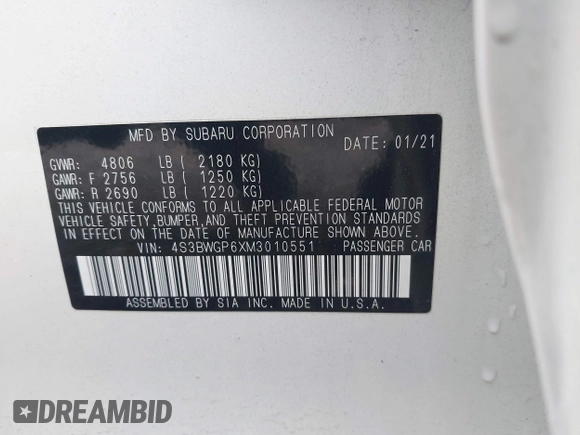 MFD BY SUBARU CORPORATION
DATE: 01/21
GVWR: 4806 LB ( 2180 KG)
GAWR: F 2756 LB ( 1250 KG)
GAWR: R 2690 LB ( 1220 KG)
THIS VEHICLE CONFORMS TO ALL APPLICABLE FEDERAL MOTOR
VEHICLE SAFETY, BUMPER, AND THEFT PREVENTION STANDARDS
IN EFFECT ON THE DATE OF MANUFACTURE SHOWN ABOVE.
VIN: 4S3BWGP6XM3010551 PASSENGER CAR
ASSEMBLED BY SIA INC. MADE IN U.S.A.
DREAMBID